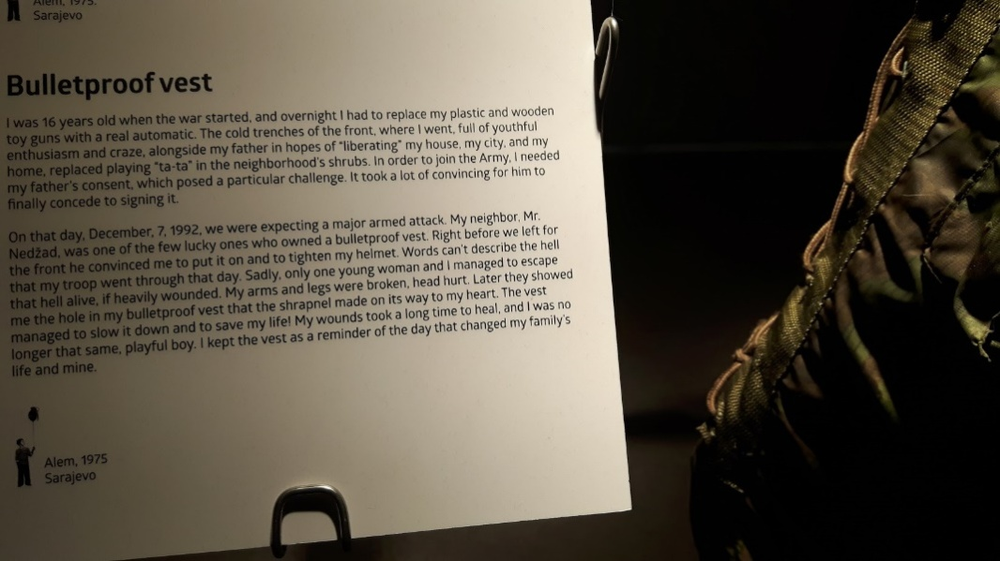 Alem, 1975.
Sarajevo
Bulletproof vest
I was 16 years old when the war started, and overnight I had to replace my plastic and wooden
toy guns with a real automatic. The cold trenches of the front, where I went, full of youthful
enthusiasm and craze, alongside my father in hopes of "liberating" my house, my city, and my
home, replaced playing "ta-ta" in the neighborhood's shrubs. In order to join the Army, I needed
my father's consent, which posed a particular challenge. It took a lot of convincing for him to
finally concede to signing it.
On that day, December, 7, 1992, we were expecting a major armed attack. My neighbor, Mr.
Nedžad, was one of the few lucky ones who owned a bulletproof vest. Right before we left for
the front he convinced me to put it on and to tighten my helmet. Words can't describe the hell
that my troop went through that day. Sadly, only one young woman and I managed to escape
that hell alive, if heavily wounded. My arms and legs were broken, head hurt. Later they showed
me the hole in my bulletproof vest that the shrapnel made on its way to my heart. The vest
managed to slow it down and to save my life! My wounds took a long time to heal, and I was no
longer that same, playful boy. I kept the vest as a reminder of the day that changed my family's
life and mine.
Alem, 1975
Sarajevo